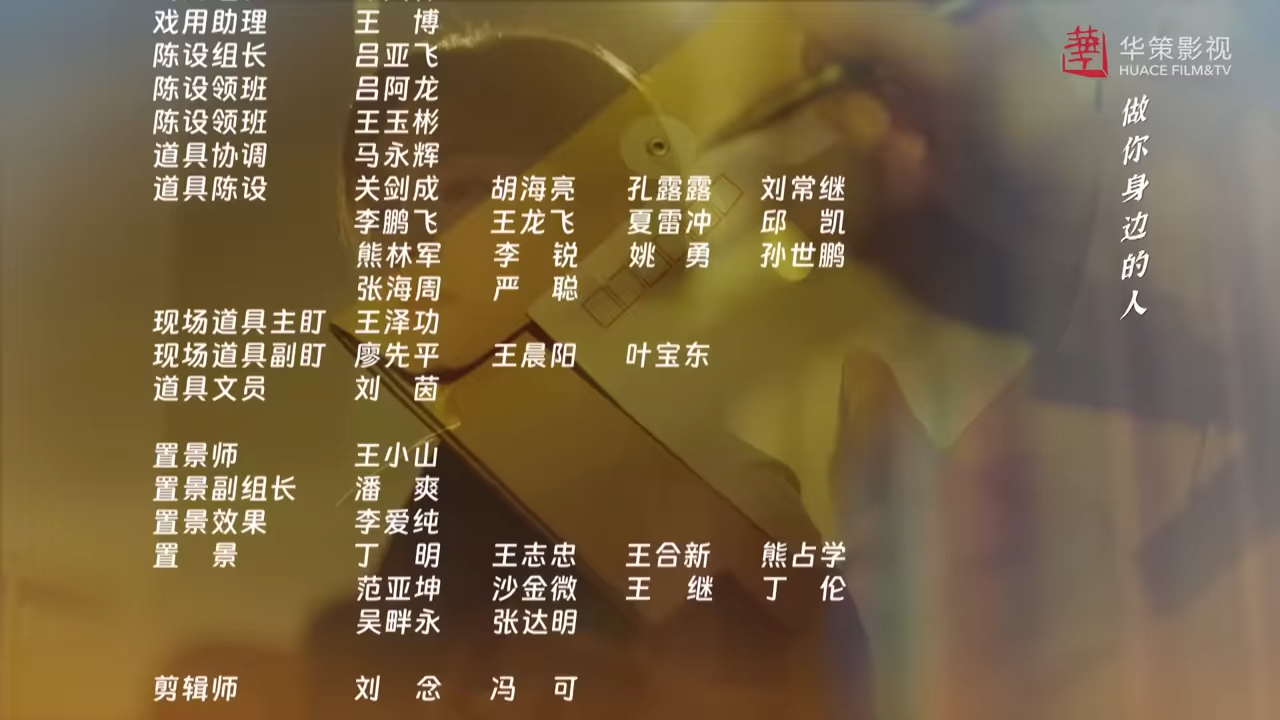 戏用助理 王 博
陈设组长 吕亚飞
陈设领班 吕阿龙
陈设领班 王玉彬
道具协调 马永辉
道具陈设 关剑成 胡海亮 孔露露 刘常继
李鹏飞 王龙飞 夏雷冲 邱 凯
熊林军 李 锐 姚 勇 孙世鹏
张海周 严 聪
现场道具主盯 王泽功
现场道具副盯 廖先平 王晨阳 叶宝东
道具文员 刘 茵
置景师 王小山
置景副组长 潘 爽
置景效果 李爱纯
置 景 丁 明 王志忠 王合新 熊占学
范亚坤 沙金微 王 继 丁 伦
吴畔永 张达明
剪辑师 刘 念 冯 可
華
华策影视
HUACE FILM&TV
做你身边的人